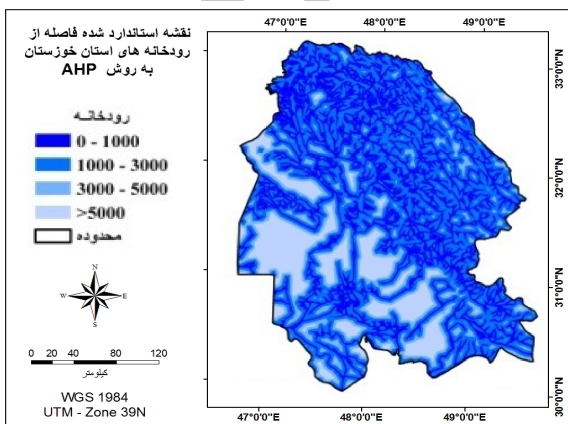 نقشه استاندارد شده فاصله از
رودخانه های استان خوزستان
به روش AHP
رودخانه
0 - 1000
1000 - 3000
3000 - 5000
>5000
محدوده
N
W E
S
0 20 40 80 120
کیلومتر
WGS 1984
UTM - Zone 39N
47°0'0"E 48°0'0"E 49°0'0"E
33°0'0"N
32°0'0"N
31°0'0"N
30°0'0"N
47°0'0"E 48°0'0"E 49°0'0"E